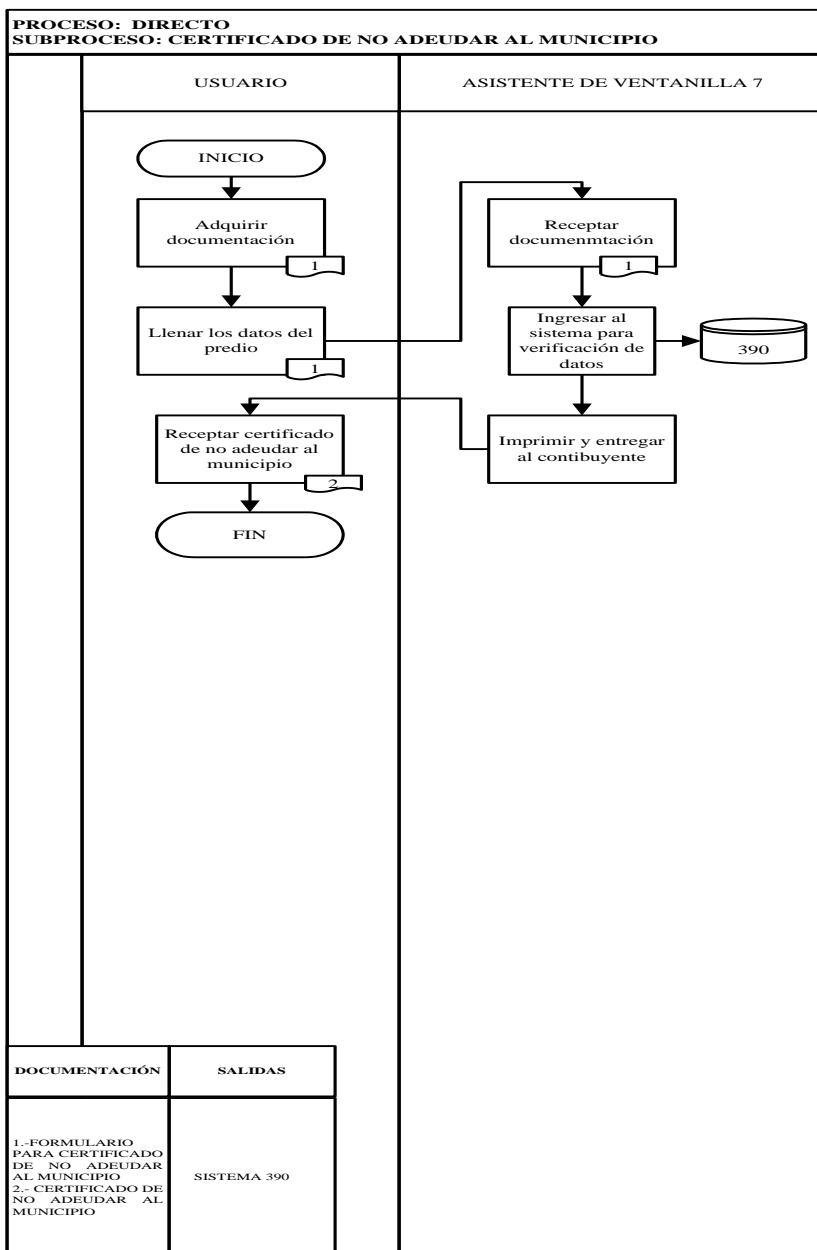 PROCESO: DIRECTO
SUBPROCESO: CERTIFICADO DE NO ADEUDAR AL MUNICIPIO
USUARIO
ASISTENTE DE VENTANILLA 7
INICIO
Adquirir
documentación
1
Llenar los datos del
predio
1
Receptar
documenmtación
1
Ingresar al
sistema para
verificación de
datos
390
Imprimir y entregar
al contibuyente
Receptar certificado
de no adeudar al
municipio
2
FIN
DOCUMENTACIÓN
SALIDAS
1.-FORMULARIO
PARA CERTIFICADO
DE NO ADEUDAR
AL MUNICIPIO
2.- CERTIFICADO DE
NO ADEUDAR AL
MUNICIPIO
SISTEMA 390